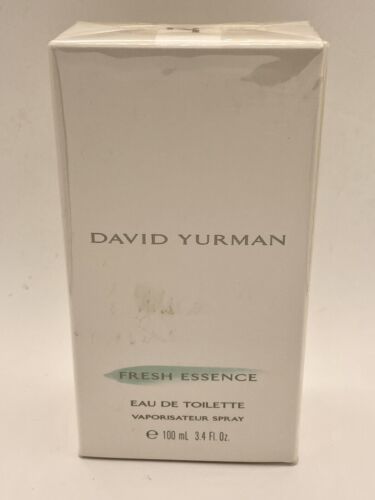 DAVID YURMAN
FRESH ESSENCE
EAU DE TOILETTE
VAPORISATEUR SPRAY
℮ 100 mL 3.4 Fl. Oz.